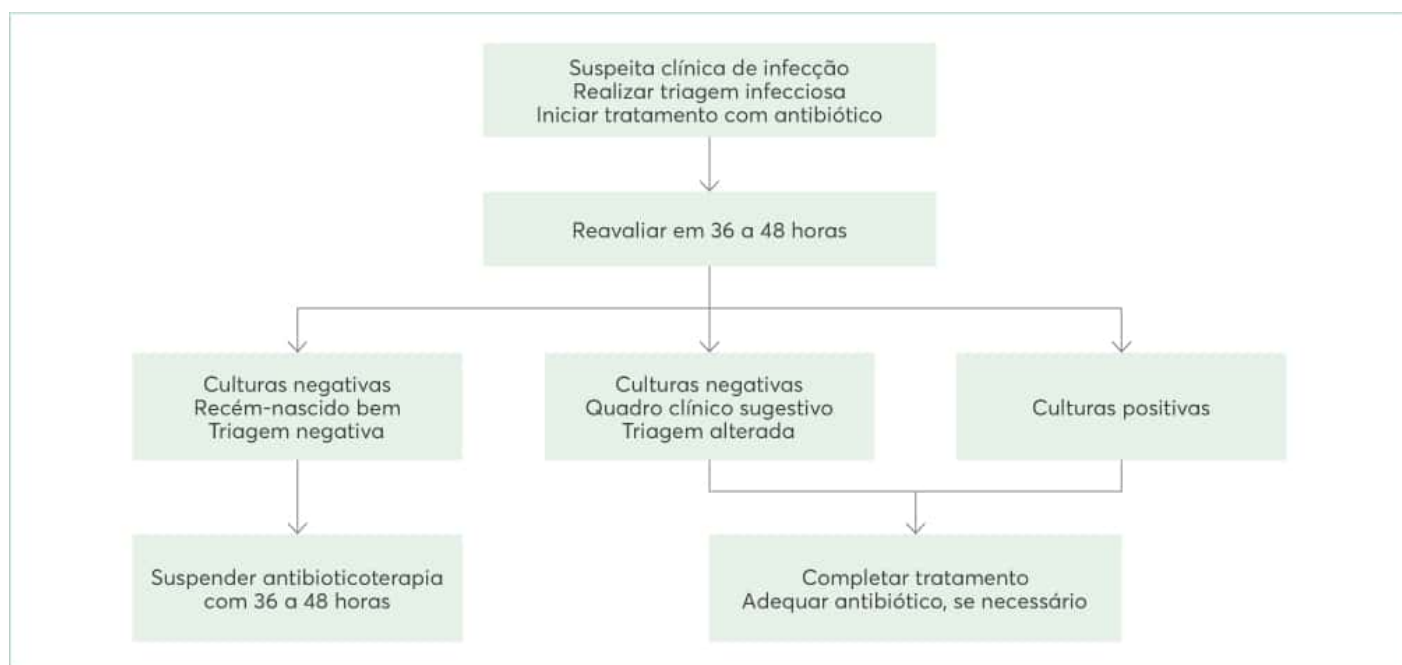 Suspeita clínica de infecção
Realizar triagem infecciosa
Iniciar tratamento com antibiótico
Reavaliar em 36 a 48 horas
Culturas negativas
Recém-nascido bem
Triagem negativa
Culturas negativas
Quadro clínico sugestivo
Triagem alterada
Culturas positivas
Suspender antibioticoterapia
com 36 a 48 horas
Completar tratamento
Adequar antibiótico, se necessário